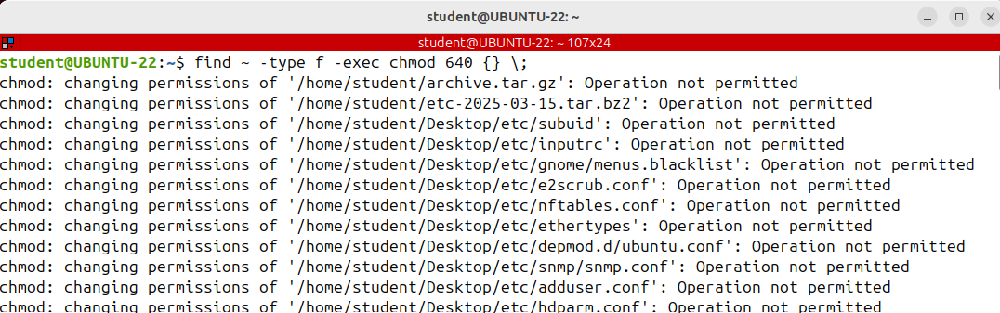 student@UBUNTU-22: ~
student@UBUNTU-22: ~ 107x24
student@UBUNTU-22:~$ find ~ -type f -exec chmod 640 {} \;
chmod: changing permissions of '/home/student/archive.tar.gz': Operation not permitted
chmod: changing permissions of '/home/student/etc-2025-03-15.tar.bz2': Operation not permitted
chmod: changing permissions of '/home/student/Desktop/etc/subuid': Operation not permitted
chmod: changing permissions of '/home/student/Desktop/etc/inputrc': Operation not permitted
chmod: changing permissions of '/home/student/Desktop/etc/gnome/menus.blacklist': Operation not permitted
chmod: changing permissions of '/home/student/Desktop/etc/e2scrub.conf': Operation not permitted
chmod: changing permissions of '/home/student/Desktop/etc/nftables.conf': Operation not permitted
chmod: changing permissions of '/home/student/Desktop/etc/ethertypes': Operation not permitted
chmod: changing permissions of '/home/student/Desktop/etc/depmod.d/ubuntu.conf': Operation not permitted
chmod: changing permissions of '/home/student/Desktop/etc/snmp/snmp.conf': Operation not permitted
chmod: changing permissions of '/home/student/Desktop/etc/adduser.conf': Operation not permitted
chmod: changing permissions of '/home/student/Desktop/etc/hdparm.conf': Operation not permitted